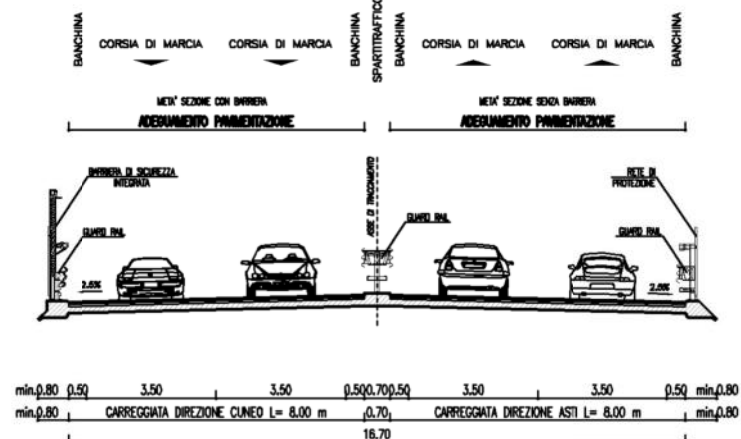 BANCHINA
CORSIA DI MARCIA
CORSIA DI MARCIA
BANCHINA
SPARTITRAFFICO
BANCHINA
CORSIA DI MARCIA
CORSIA DI MARCIA
BANCHINA
META' SEZIONE CON BARRIERA
META' SEZIONE SENZA BARRIERA
ADEGUAMENTO PAVIMENTAZIONE
ADEGUAMENTO PAVIMENTAZIONE
BARRIERA DI SICUREZZA
INTEGRATA
ASSE DI TRACCIAMENTO
RETE DI
PROTEZIONE
GUARD RAIL
GUARD RAIL
GUARD RAIL
2.5%
2.5%
min.0.80 0.50 3.50 3.50 0.50 0.70 0.50 3.50 3.50 0.50 min.0.80
min.0.80 CARREGGIATA DIREZIONE CUNEO L= 8.00 m 0.70 CARREGGIATA DIREZIONE ASTI L= 8.00 m min.0.80
16.70